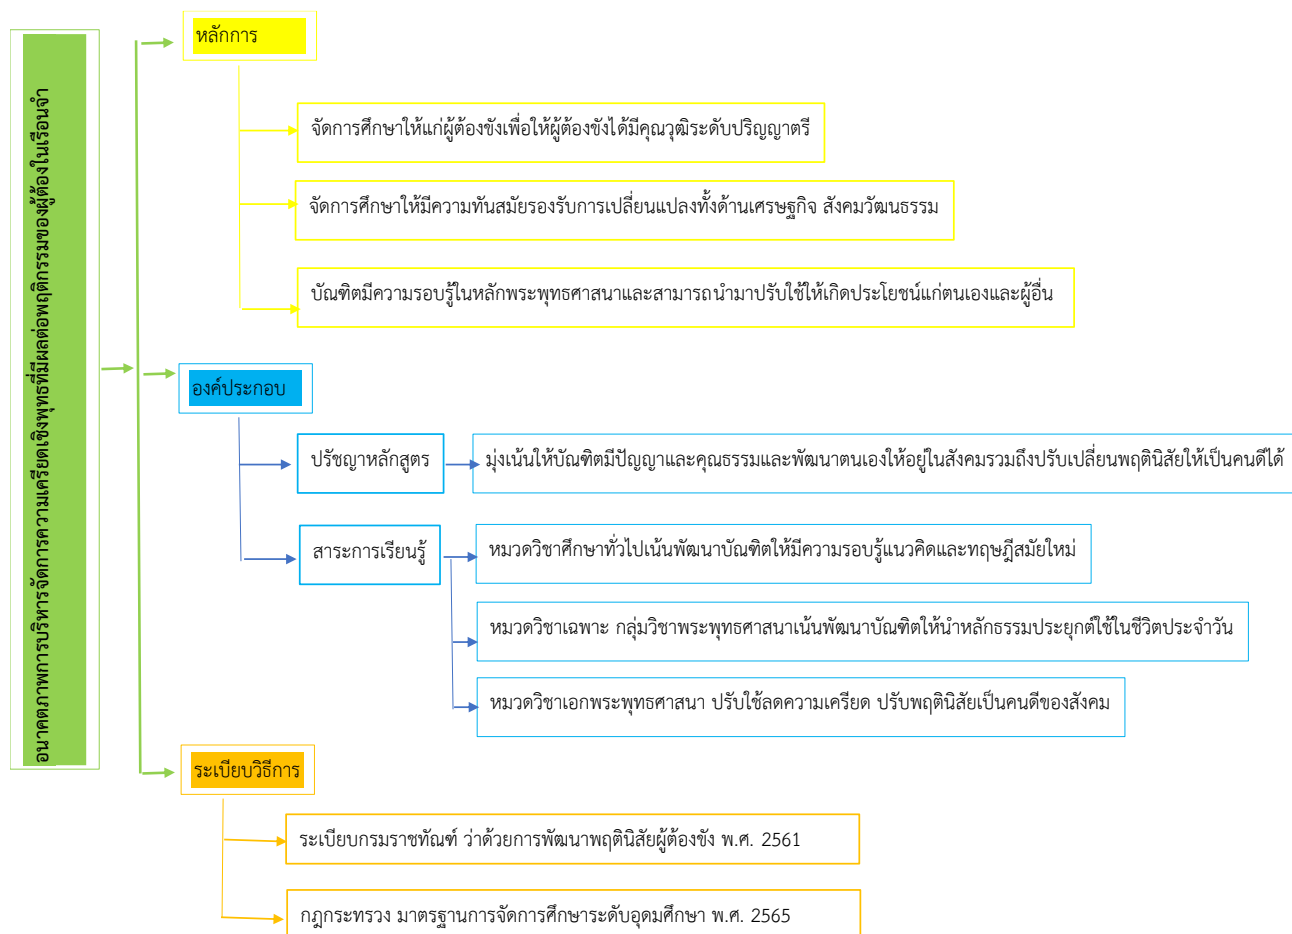 อนาคตภาพการบริหารจัดการความเครียดเชิงพุทธที่มีผลต่อพฤติกรรมของผู้ต้องในเรือนจำ
หลักการ
จัดการศึกษาให้แก่ผู้ต้องขังเพื่อให้ผู้ต้องขังได้มีคุณวุฒิระดับปริญญาตรี
จัดการศึกษาให้มีความทันสมัยรองรับการเปลี่ยนแปลงทั้งด้านเศรษฐกิจ สังคมวัฒนธรรม
บัณฑิตมีความรอบรู้ในหลักพระพุทธศาสนาและสามารถนำมาปรับใช้ให้เกิดประโยชน์แก่ตนเองและผู้อื่น
องค์ประกอบ
ปรัชญาหลักสูตร
มุ่งเน้นให้บัณฑิตมีปัญญาและคุณธรรมและพัฒนาตนเองให้อยู่ในสังคมรวมถึงปรับเปลี่ยนพฤตินิสัยให้เป็นคนดีได้
สาระการเรียนรู้
หมวดวิชาศึกษาทั่วไปเน้นพัฒนาบัณฑิตให้มีความรอบรู้แนวคิดและทฤษฎีสมัยใหม่
หมวดวิชาเฉพาะ กลุ่มวิชาพระพุทธศาสนาเน้นพัฒนาบัณฑิตให้นำหลักธรรมประยุกต์ใช้ในชีวิตประจำวัน
หมวดวิชาเอกพระพุทธศาสนา ปรับใช้ลดความเครียด ปรับพฤตินิสัยเป็นคนดีของสังคม
ระเบียบวิธีการ
ระเบียบกรมราชทัณฑ์ ว่าด้วยการพัฒนาพฤตินิสัยผู้ต้องขัง พ.ศ. 2561
กฎกระทรวง มาตรฐานการจัดการศึกษาระดับอุดมศึกษา พ.ศ. 2565